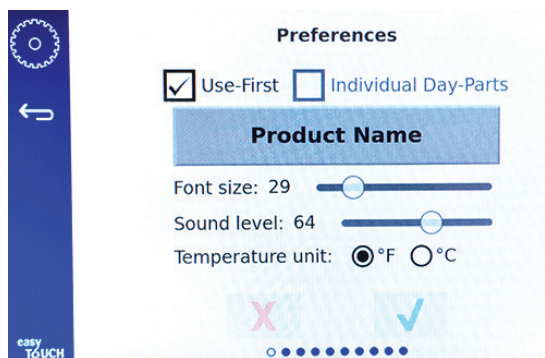 Preferences
Use-First Individual Day-Parts
Product Name
Font size: 29
Sound level: 64
Temperature unit: °F °C
X
easy
TOUCH